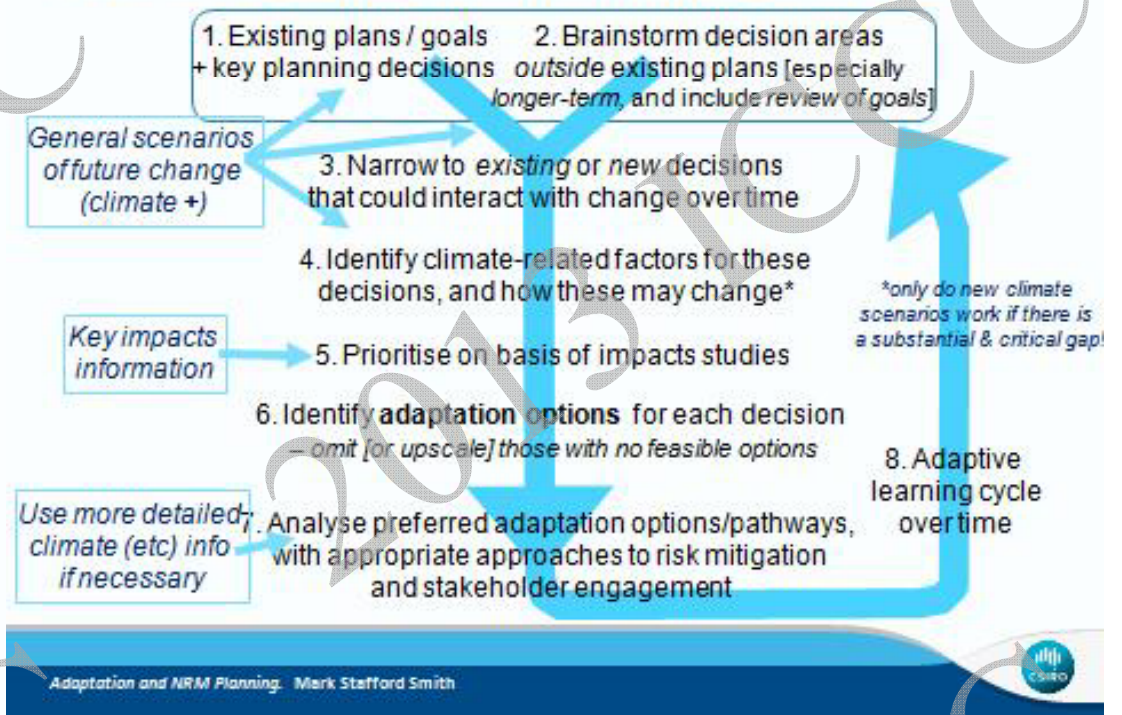 1. Existing plans / goals
+ key planning decisions
2. Brainstorm decision areas
outside existing plans [especially
longer-term, and include review of goals]
General scenarios
of future change
(climate +)
3. Narrow to existing or new decisions
that could interact with change over time
4. Identify climate-related factors for these
decisions, and how these may change*
*only do new climate
scenarios work if there is
a substantial & critical gap!
Key impacts
information
5. Prioritise on basis of impacts studies
6. Identify adaptation options for each decision
– omit [or upscale] those with no feasible options
8. Adaptive
learning cycle
over time
Use more detailed
climate (etc) info
if necessary
7. Analyse preferred adaptation options/pathways,
with appropriate approaches to risk mitigation
and stakeholder engagement
2013 ICC
Adaptation and NRM Planning. Mark Stafford Smith
CSIRO